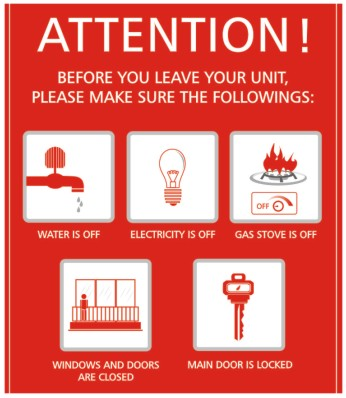 ATTENTION!
BEFORE YOU LEAVE YOUR UNIT,
PLEASE MAKE SURE THE FOLLOWINGS:
OFF
WATER IS OFF
ELECTRICITY IS OFF
GAS STOVE IS OFF
WINDOWS AND DOORS
ARE CLOSED
MAIN DOOR IS LOCKED